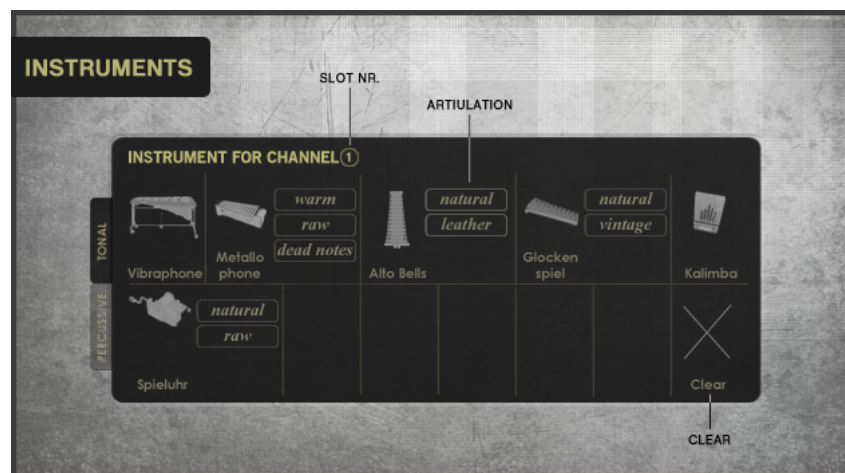 INSTRUMENTS
SLOT NR.
ARTIULATION
INSTRUMENT FOR CHANNEL 1
TONAL
PERCUSSIVE
Vibraphone
Metallo
phone
warm
raw
dead notes
Alto Bells
natural
leather
Glocken
spiel
natural
vintage
Kalimba
Spieluhr
natural
raw
Clear
CLEAR